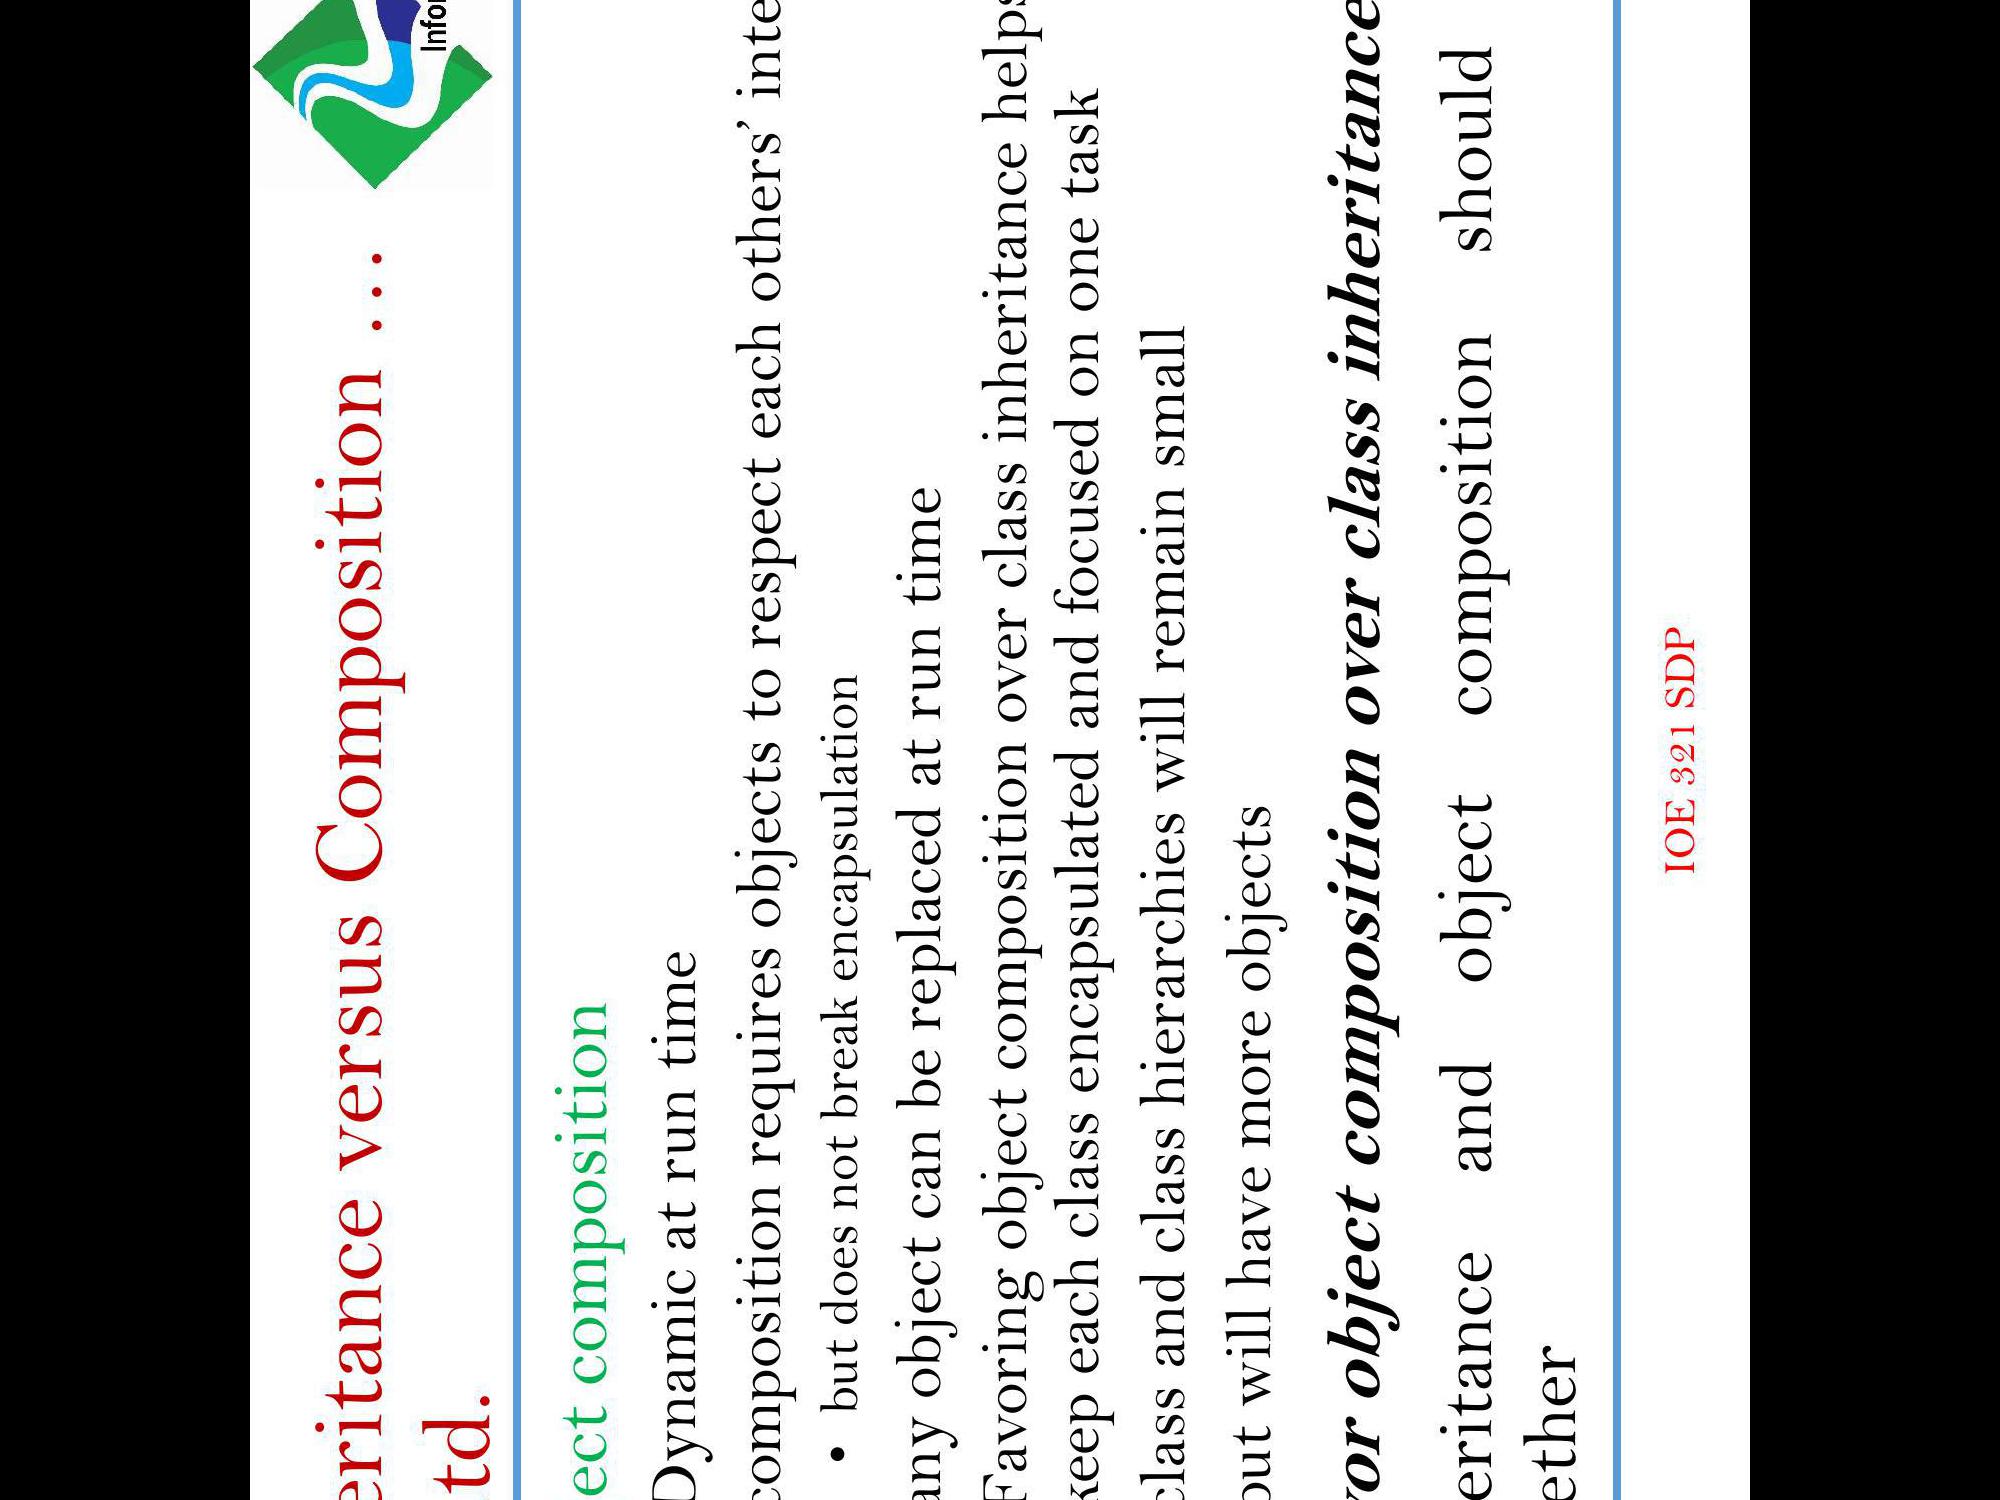 eritance versus Composition …
td.
Infor
ect composition
Dynamic at run time
composition requires objects to respect each others’ inte
• but does not break encapsulation
any object can be replaced at run time
Favoring object composition over class inheritance helps
keep each class encapsulated and focused on one task
class and class hierarchies will remain small
but will have more objects
vor object composition over class inheritance
eritance and object composition should
ether
IOE 321 SDP